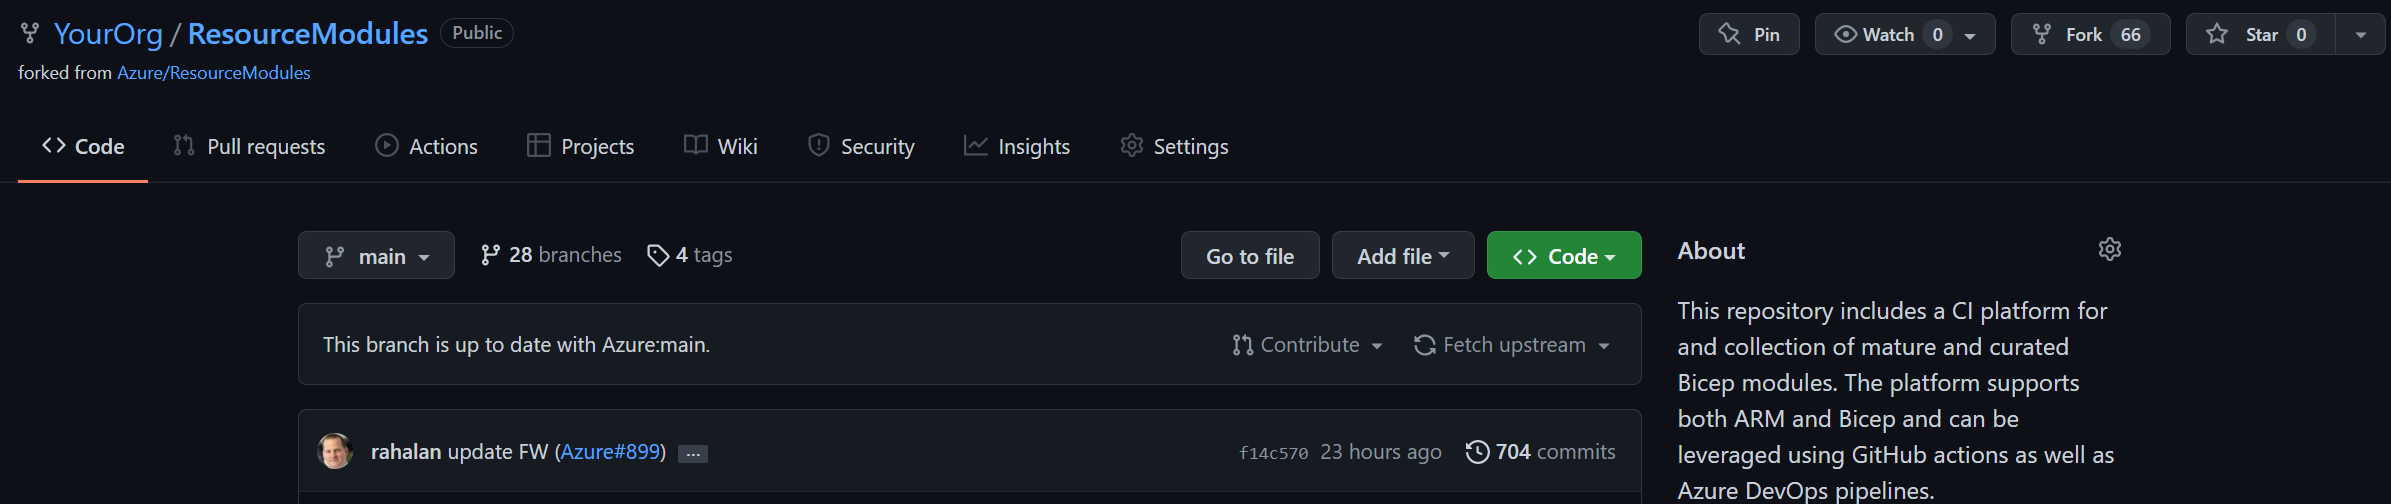 YourOrg / ResourceModules Public
Pin
Watch 0
Fork 66
Star 0
forked from Azure/ResourceModules
Code
Pull requests
Actions
Projects
Wiki
Security
Insights
Settings
main
28 branches
4 tags
Go to file
Add file
Code
This branch is up to date with Azure:main.
Contribute
Fetch upstream
rahalan update FW (Azure#899) ...
f14c570 23 hours ago
704 commits
About
This repository includes a CI platform for
and collection of mature and curated
Bicep modules. The platform supports
both ARM and Bicep and can be
leveraged using GitHub actions as well as
Azure DevOps pipelines.